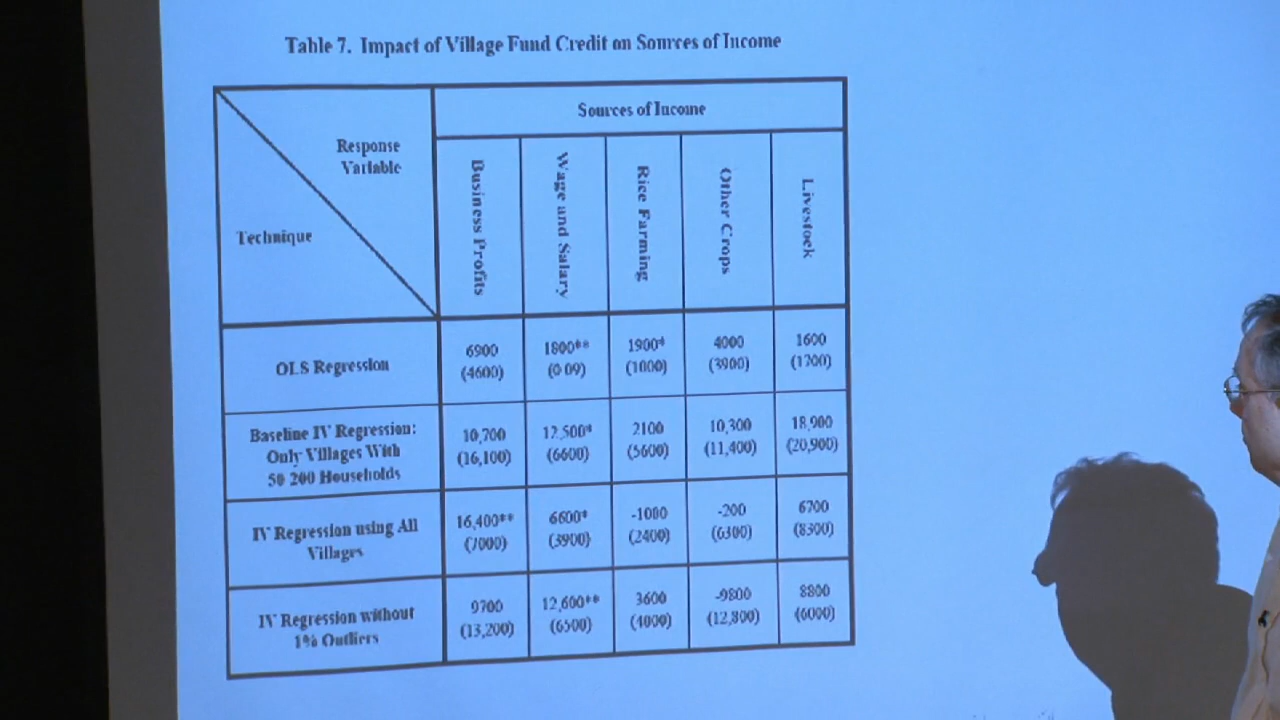 Table 7. Impact of Village Fund Credit on Sources of Income
Sources of Income
Response
Variable
Technique
Business Profits
Wage and Salary
Rice Farming
Other Crops
Livestock
OLS Regression
6900 1800** 1900* 4000 1600
(4600) (0.09) (1000) (3900) (1700)
Baseline IV Regression:
Only Villages With
50-200 Households
10,700 12,500* 2100 10,300 18,900
(16,100) (6600) (5600) (11,400) (20,900)
IV Regression using All
Villages
16,400** 6600* -1000 -200 6700
(7000) (3900) (2400) (6300) (8300)
IV Regression without
1% Outliers
9700 12,600** 3600 -9800 8800
(13,200) (6500) (4000) (12,800) (6000)